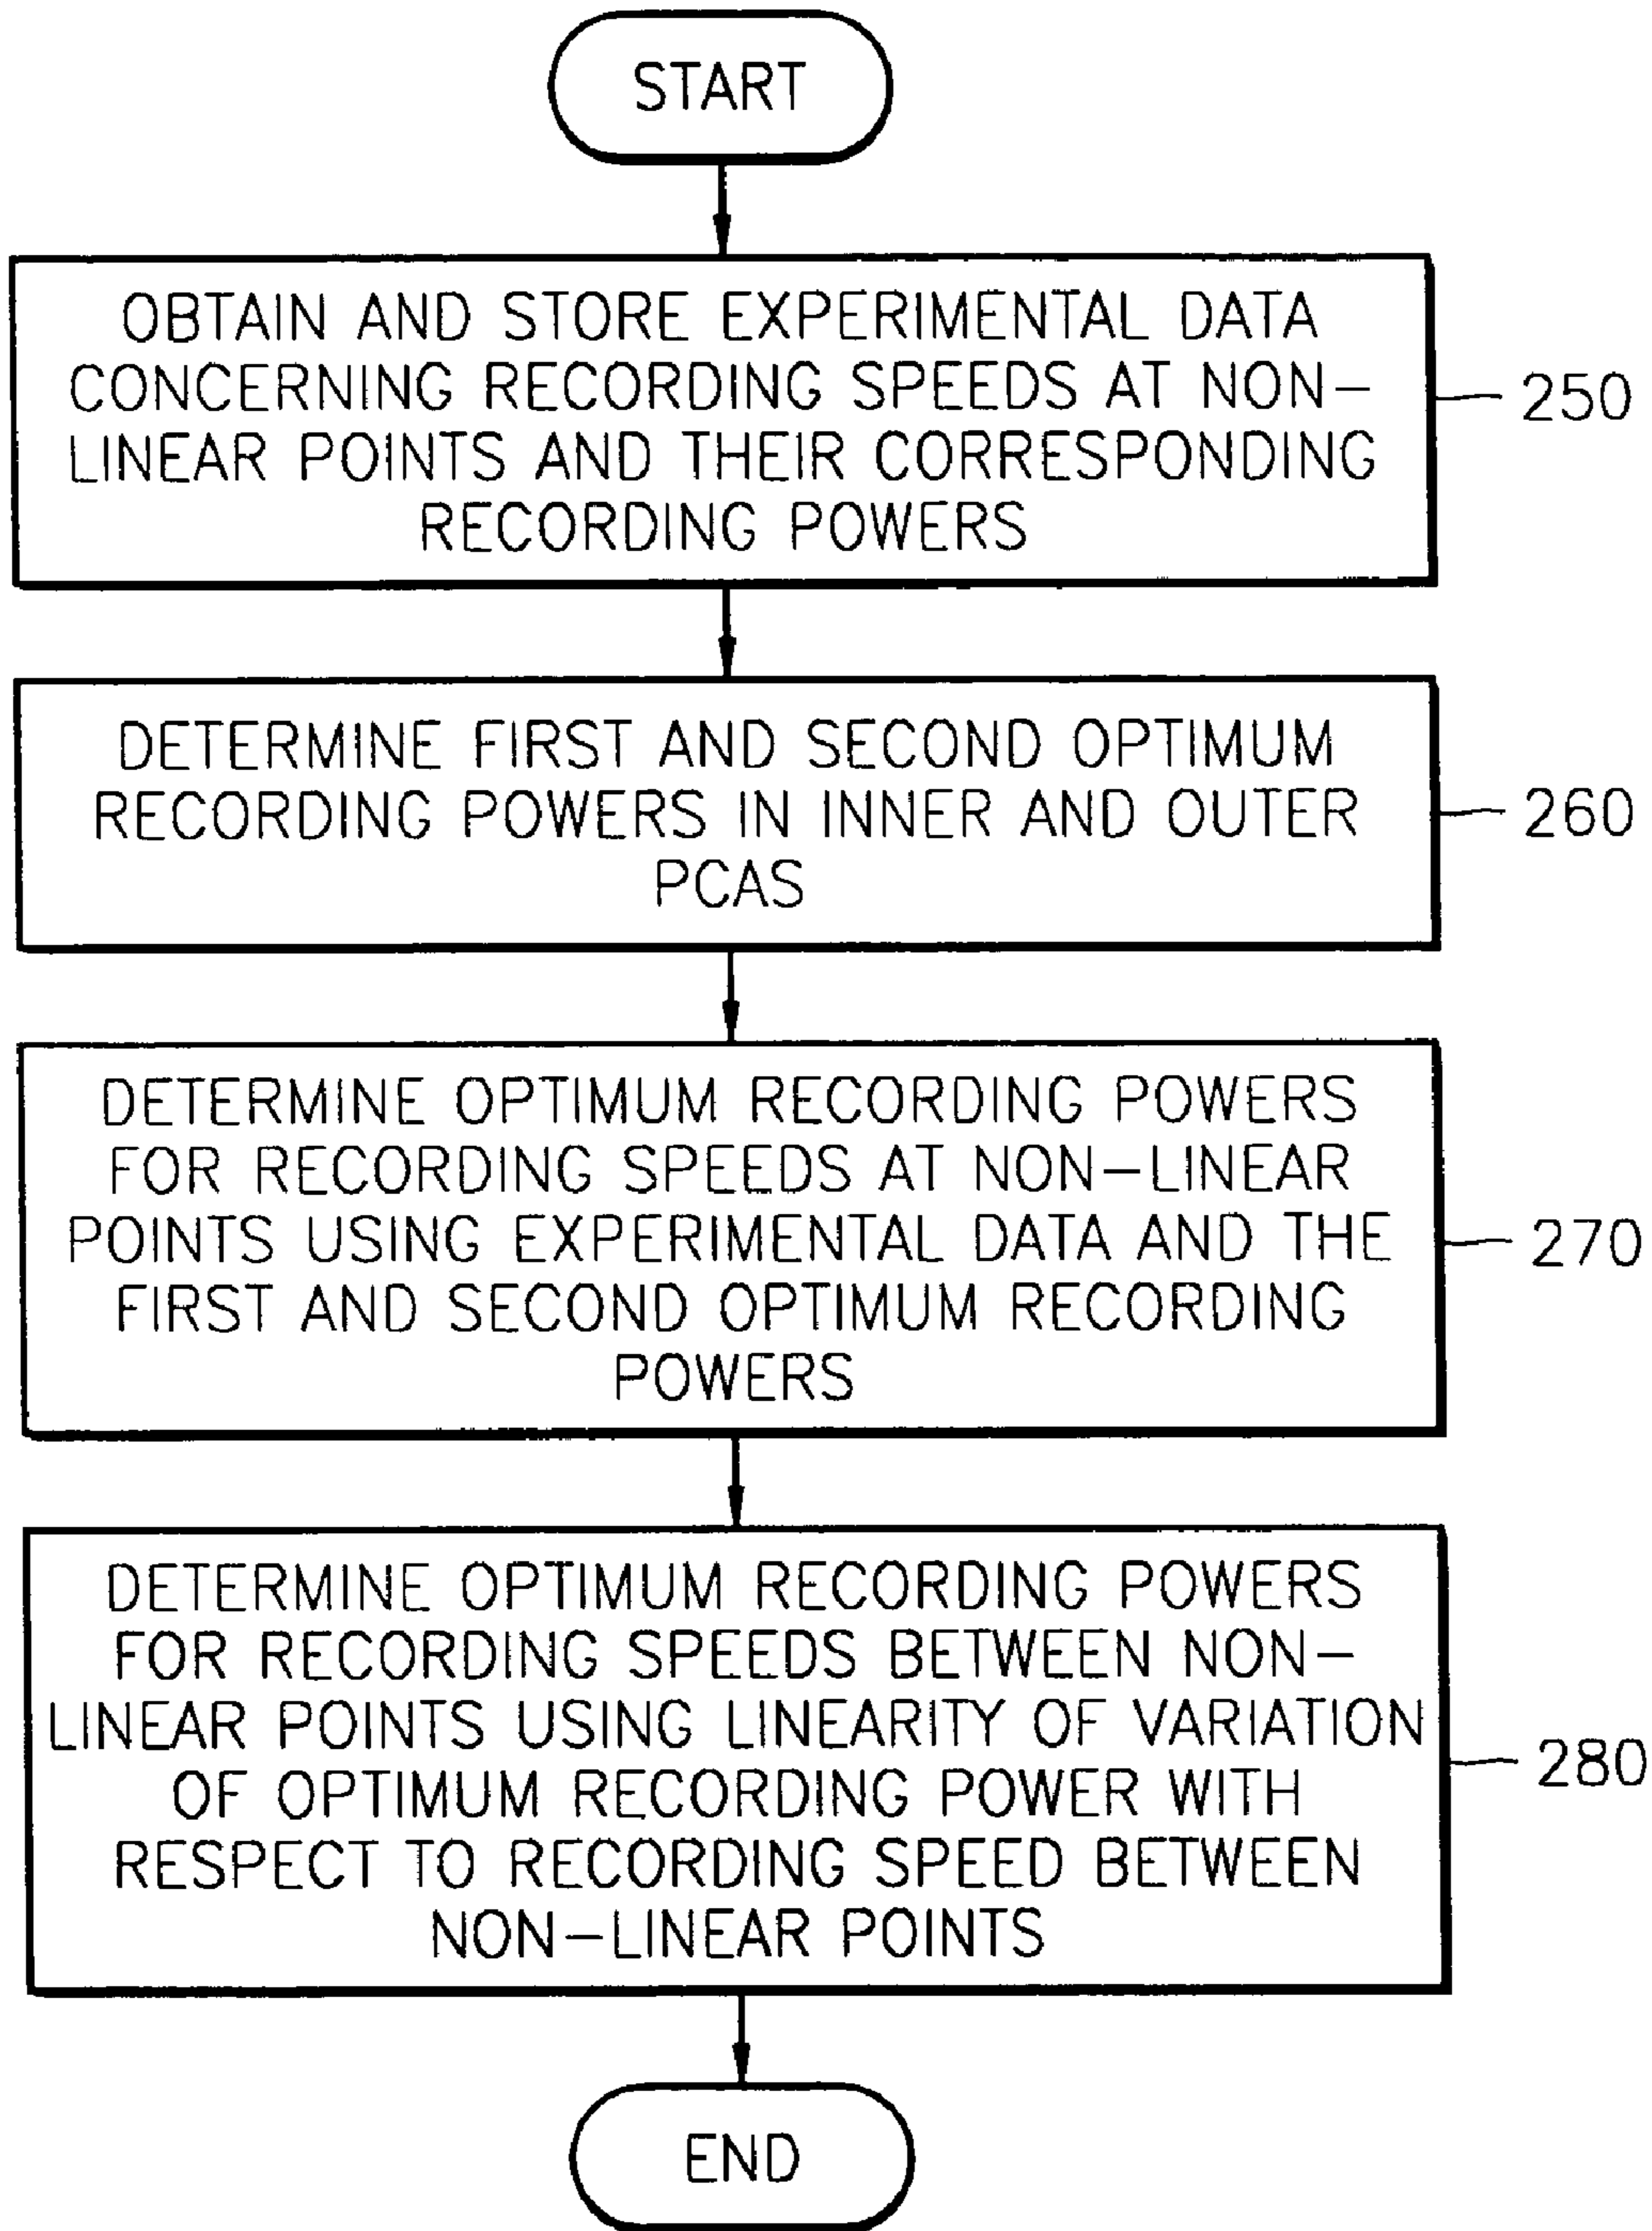 START
OBTAIN AND STORE EXPERIMENTAL DATA
CONCERNING RECORDING SPEEDS AT NON–
LINEAR POINTS AND THEIR CORRESPONDING
RECORDING POWERS
250
DETERMINE FIRST AND SECOND OPTIMUM
RECORDING POWERS IN INNER AND OUTER
PCAS
260
DETERMINE OPTIMUM RECORDING POWERS
FOR RECORDING SPEEDS AT NON–LINEAR
POINTS USING EXPERIMENTAL DATA AND THE
FIRST AND SECOND OPTIMUM RECORDING
POWERS
270
DETERMINE OPTIMUM RECORDING POWERS
FOR RECORDING SPEEDS BETWEEN NON–
LINEAR POINTS USING LINEARITY OF VARIATION
OF OPTIMUM RECORDING POWER WITH
RESPECT TO RECORDING SPEED BETWEEN
NON–LINEAR POINTS
280
END